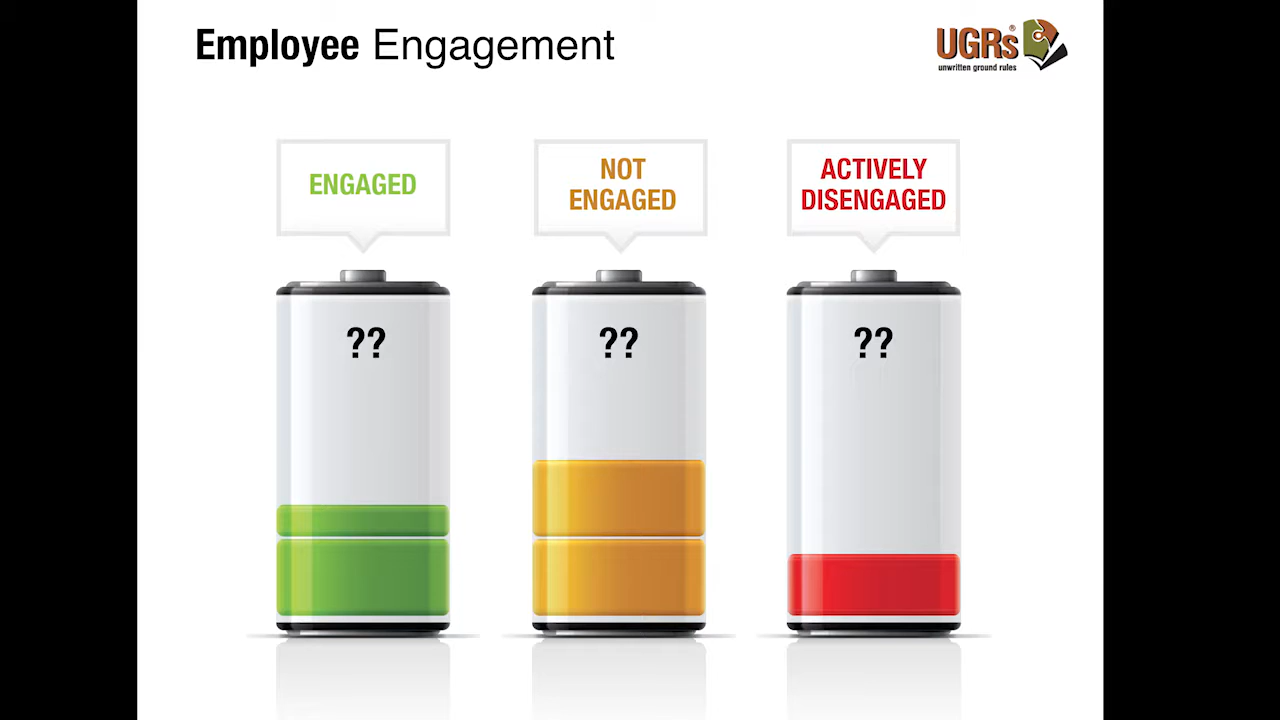 Employee Engagement
UGRs®
unwritten ground rules
ENGAGED
NOT
ENGAGED
ACTIVELY
DISENGAGED
??
??
??